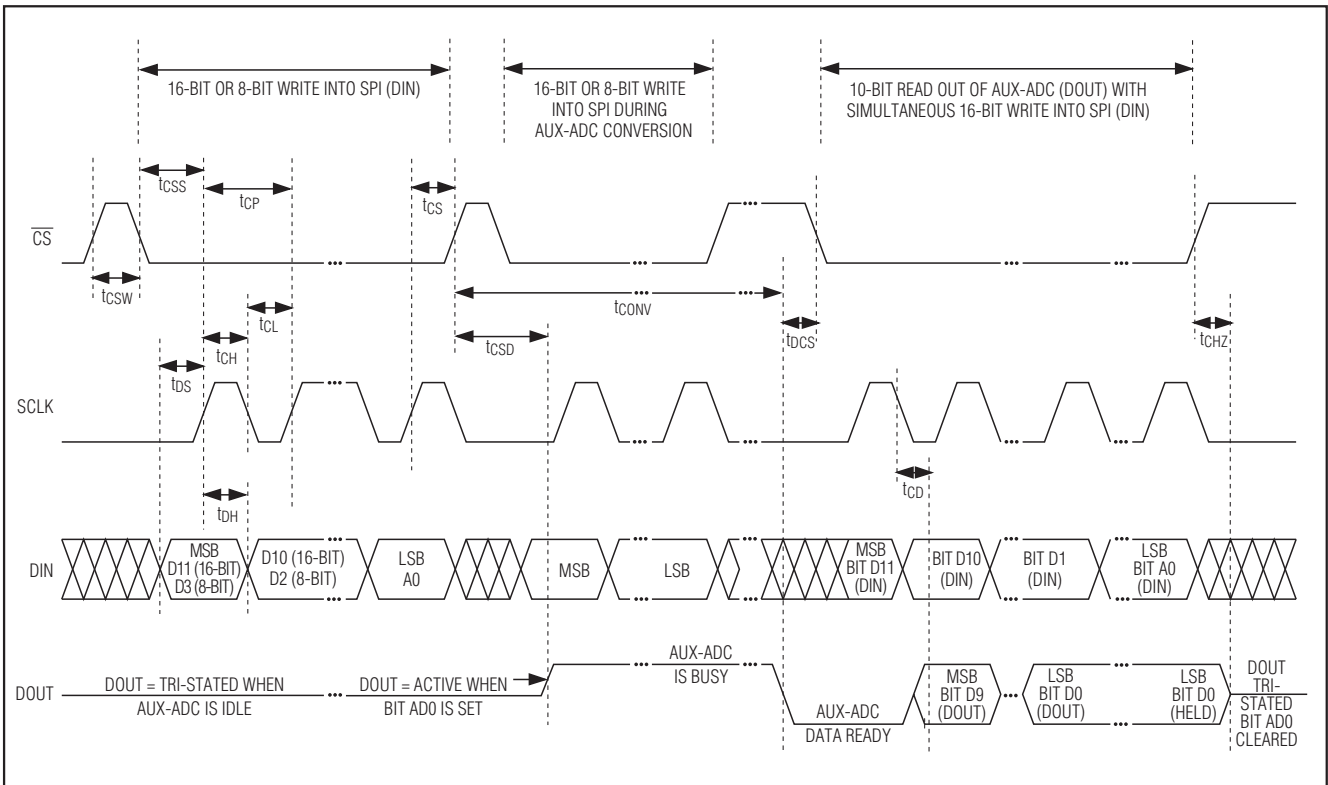 16-BIT OR 8-BIT WRITE INTO SPI (DIN)
16-BIT OR 8-BIT WRITE
INTO SPI DURING
AUX-ADC CONVERSION
10-BIT READ OUT OF AUX-ADC (DOUT) WITH
SIMULTANEOUS 16-BIT WRITE INTO SPI (DIN)
tCSS
tCP
tCS
CS
tCSW
tCL
tCONV
tCH
tCSD
tDCS
tCHZ
tDS
SCLK
tCD
tDH
DIN
MSB
D11 (16-BIT)
D3 (8-BIT)
D10 (16-BIT)
D2 (8-BIT)
LSB
A0
MSB
LSB
MSB
BIT D11
(DIN)
BIT D10
(DIN)
BIT D1
(DIN)
LSB
BIT A0
(DIN)
DOUT
DOUT = TRI-STATED WHEN
AUX-ADC IS IDLE
DOUT = ACTIVE WHEN
BIT AD0 IS SET
AUX-ADC
IS BUSY
AUX-ADC
DATA READY
MSB
BIT D9
(DOUT)
LSB
BIT D0
(DOUT)
LSB
BIT D0
(HELD)
DOUT
TRI-
STATED
BIT AD0
CLEARED